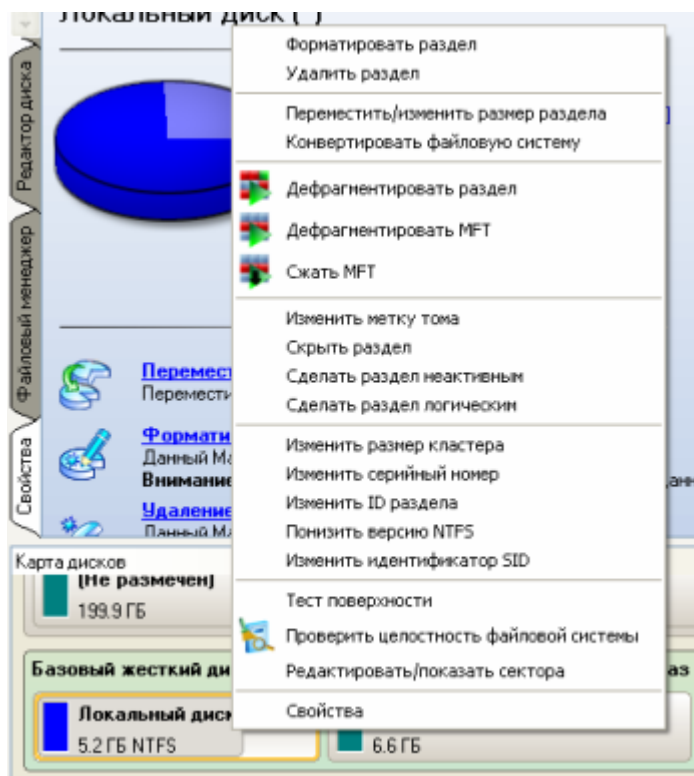 Локальный диск ( )
Форматировать раздел
Удалить раздел
Переместить/изменить размер раздела
Конвертировать файловую систему
Дефрагментировать раздел
Дефрагментировать MFT
Сжать MFT
Изменить метку тома
Скрыть раздел
Сделать раздел неактивным
Сделать раздел логическим
Изменить размер кластера
Изменить серийный номер
Изменить ID раздела
Понизить версию NTFS
Изменить идентификатор SID
Тест поверхности
Проверить целостность файловой системы
Редактировать/показать сектора
Свойства
Редактор диска
Файловый менеджер
Свойства
Перемест
Перемести
Формати
Данный Ма
Внимание
Удаление
Данный Ма
Карта дисков
(Не размечен)
199.9 ГБ
Базовый жесткий ди
Локальный диск
5.2 ГБ NTFS
6.6 ГБ